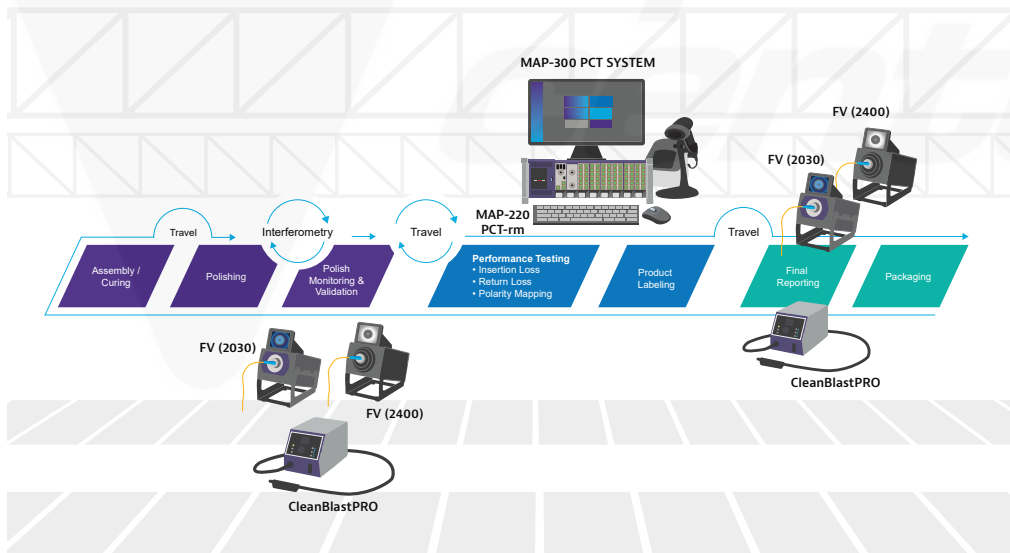 MAP-300 PCT SYSTEM
FV (2400)
FV (2030)
MAP-220
PCT-rm
Travel
Interferometry
Travel
Travel
Assembly /
Curing
Polishing
Polish
Monitoring &
Validation
Performance Testing
• Insertion Loss
• Return Loss
• Polarity Mapping
Product
Labeling
Final
Reporting
Packaging
FV (2030)
FV (2400)
CleanBlastPRO
CleanBlastPRO